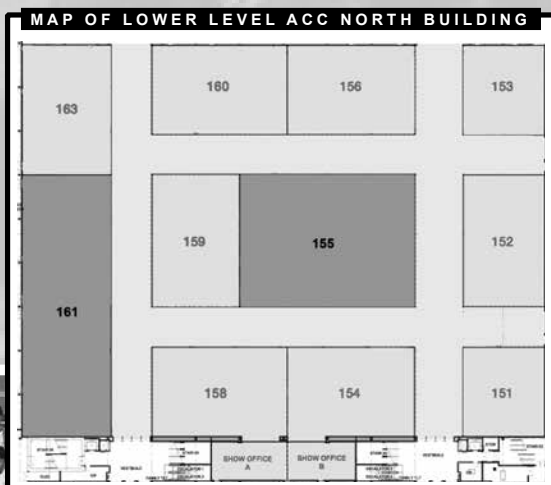 MAP OF LOWER LEVEL ACC NORTH BUILDING
160
156
153
163
159
155
152
161
158
154
151
SHOW OFFICE
A
SHOW OFFICE
B